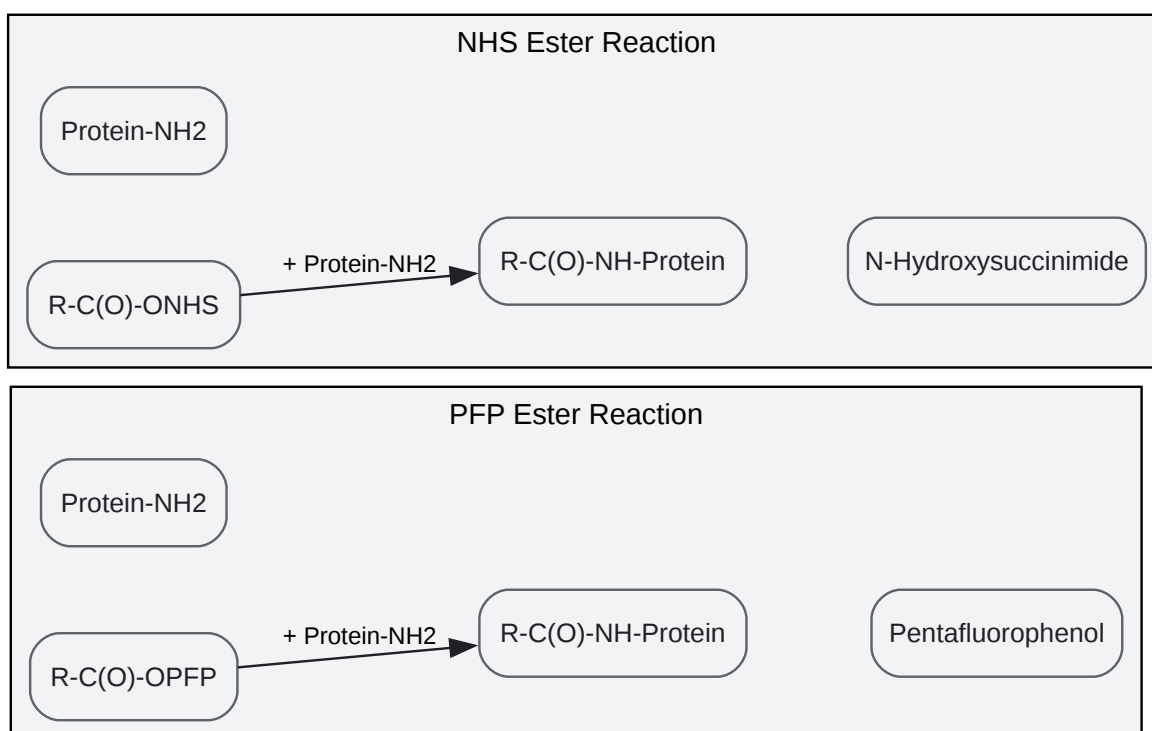 NHS Ester Reaction
Protein-NH2
R-C(O)-ONHS
+ Protein-NH2
R-C(O)-NH-Protein
N-Hydroxysuccinimide
PFP Ester Reaction
Protein-NH2
R-C(O)-OPFP
+ Protein-NH2
R-C(O)-NH-Protein
Pentafluorophenol